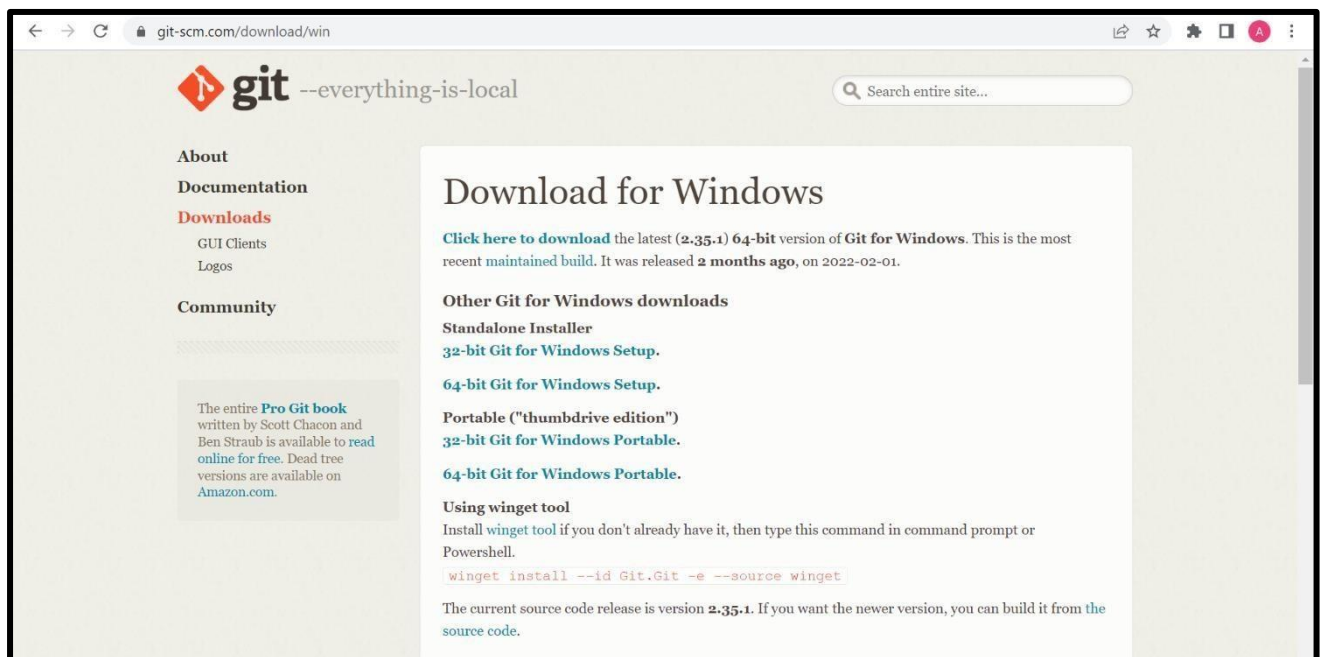 git-scm.com/download/win
A
git --everything-is-local
Search entire site...
About
Documentation
Downloads
GUI Clients
Logos
Community
The entire Pro Git book
written by Scott Chacon and
Ben Straub is available to read
online for free. Dead tree
versions are available on
Amazon.com.
Download for Windows
Click here to download the latest (2.35.1) 64-bit version of Git for Windows. This is the most
recent maintained build. It was released 2 months ago, on 2022-02-01.
Other Git for Windows downloads
Standalone Installer
32-bit Git for Windows Setup.
64-bit Git for Windows Setup.
Portable ("thumbdrive edition")
32-bit Git for Windows Portable.
64-bit Git for Windows Portable.
Using winget tool
Install winget tool if you don't already have it, then type this command in command prompt or
Powershell.
winget install --id Git.Git -e --source winget
The current source code release is version 2.35.1. If you want the newer version, you can build it from the
source code.